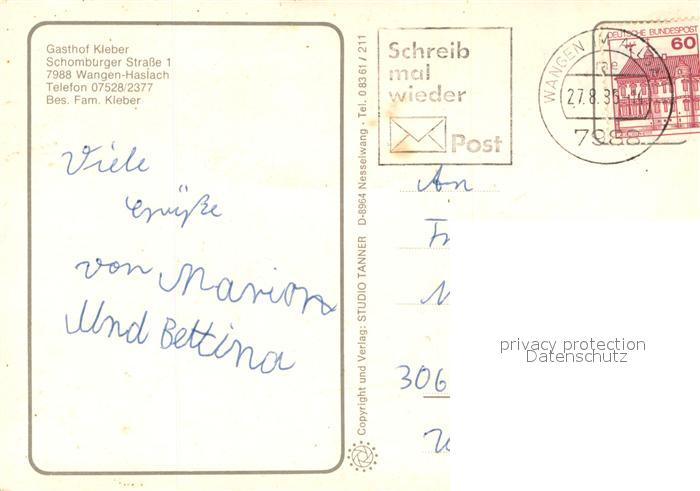 Gasthof Kleber
Schomburger Straße 1
7988 Wangen-Haslach
Telefon 07528/2377
Bes. Fam. Kleber
Viele
Grüße
von Marion
Und Bettina
Copyright und Verlag: STUDIO TANNER D-8964 Nesselwang · Tel. 0 83 61 / 211
Schreib
mal
wieder
Post
WANGEN IM ALLG
27.8.
7988
DEUTSCHE BUNDESPOST
60
An
306
privacy protection
Datenschutz